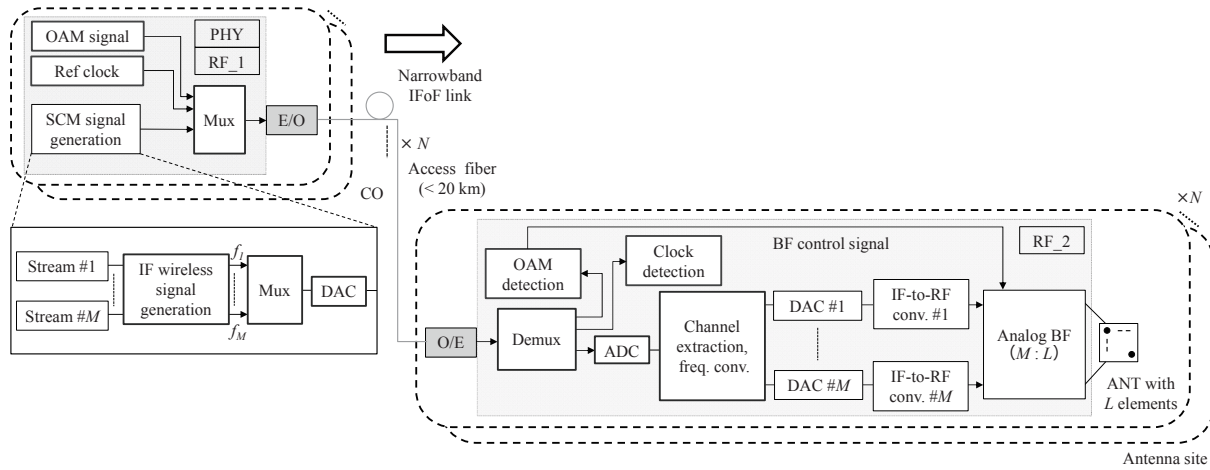 OAM signal
Ref clock
SCM signal
generation
PHY
RF_1
Mux
E/O
Narrowband
IFoF link
× N
Access fiber
(< 20 km)
CO
Stream #1
Stream #M
IF wireless
signal
generation
f1
fM
Mux
DAC
× N
BF control signal
RF_2
OAM
detection
Clock
detection
O/E
Demux
ADC
Channel
extraction,
freq. conv.
DAC #1
DAC #M
IF-to-RF
conv. #1
IF-to-RF
conv. #M
Analog BF
(M : L)
ANT with
L elements
Antenna site